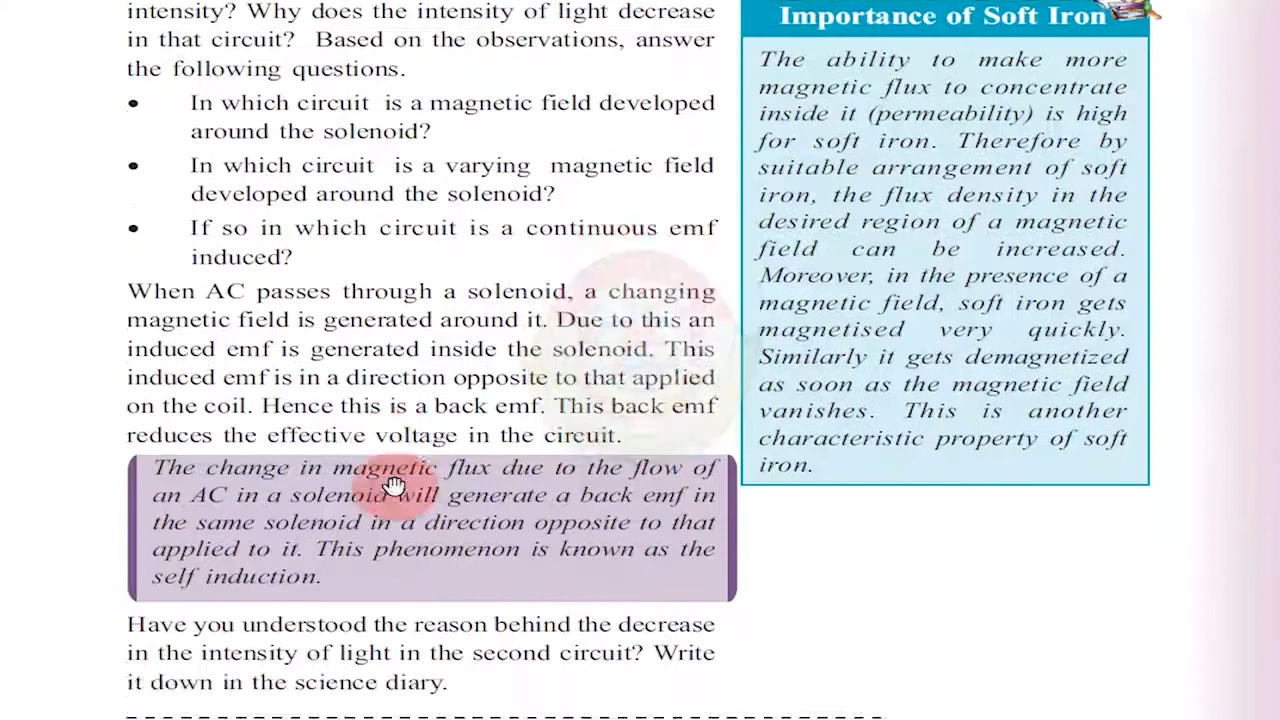 intensity? Why does the intensity of light decrease
in that circuit? Based on the observations, answer
the following questions.
• In which circuit is a magnetic field developed
around the solenoid?
• In which circuit is a varying magnetic field
developed around the solenoid?
• If so in which circuit is a continuous emf
induced?
When AC passes through a solenoid, a changing
magnetic field is generated around it. Due to this an
induced emf is generated inside the solenoid. This
induced emf is in a direction opposite to that applied
on the coil. Hence this is a back emf. This back emf
reduces the effective voltage in the circuit.
The change in magnetic flux due to the flow of
an AC in a solenoid will generate a back emf in
the same solenoid in a direction opposite to that
applied to it. This phenomenon is known as the
self induction.
Have you understood the reason behind the decrease
in the intensity of light in the second circuit? Write
it down in the science diary.
Importance of Soft Iron
The ability to make more
magnetic flux to concentrate
inside it (permeability) is high
for soft iron. Therefore by
suitable arrangement of soft
iron, the flux density in the
desired region of a magnetic
field can be increased.
Moreover, in the presence of a
magnetic field, soft iron gets
magnetised very quickly.
Similarly it gets demagnetized
as soon as the magnetic field
vanishes. This is another
characteristic property of soft
iron.